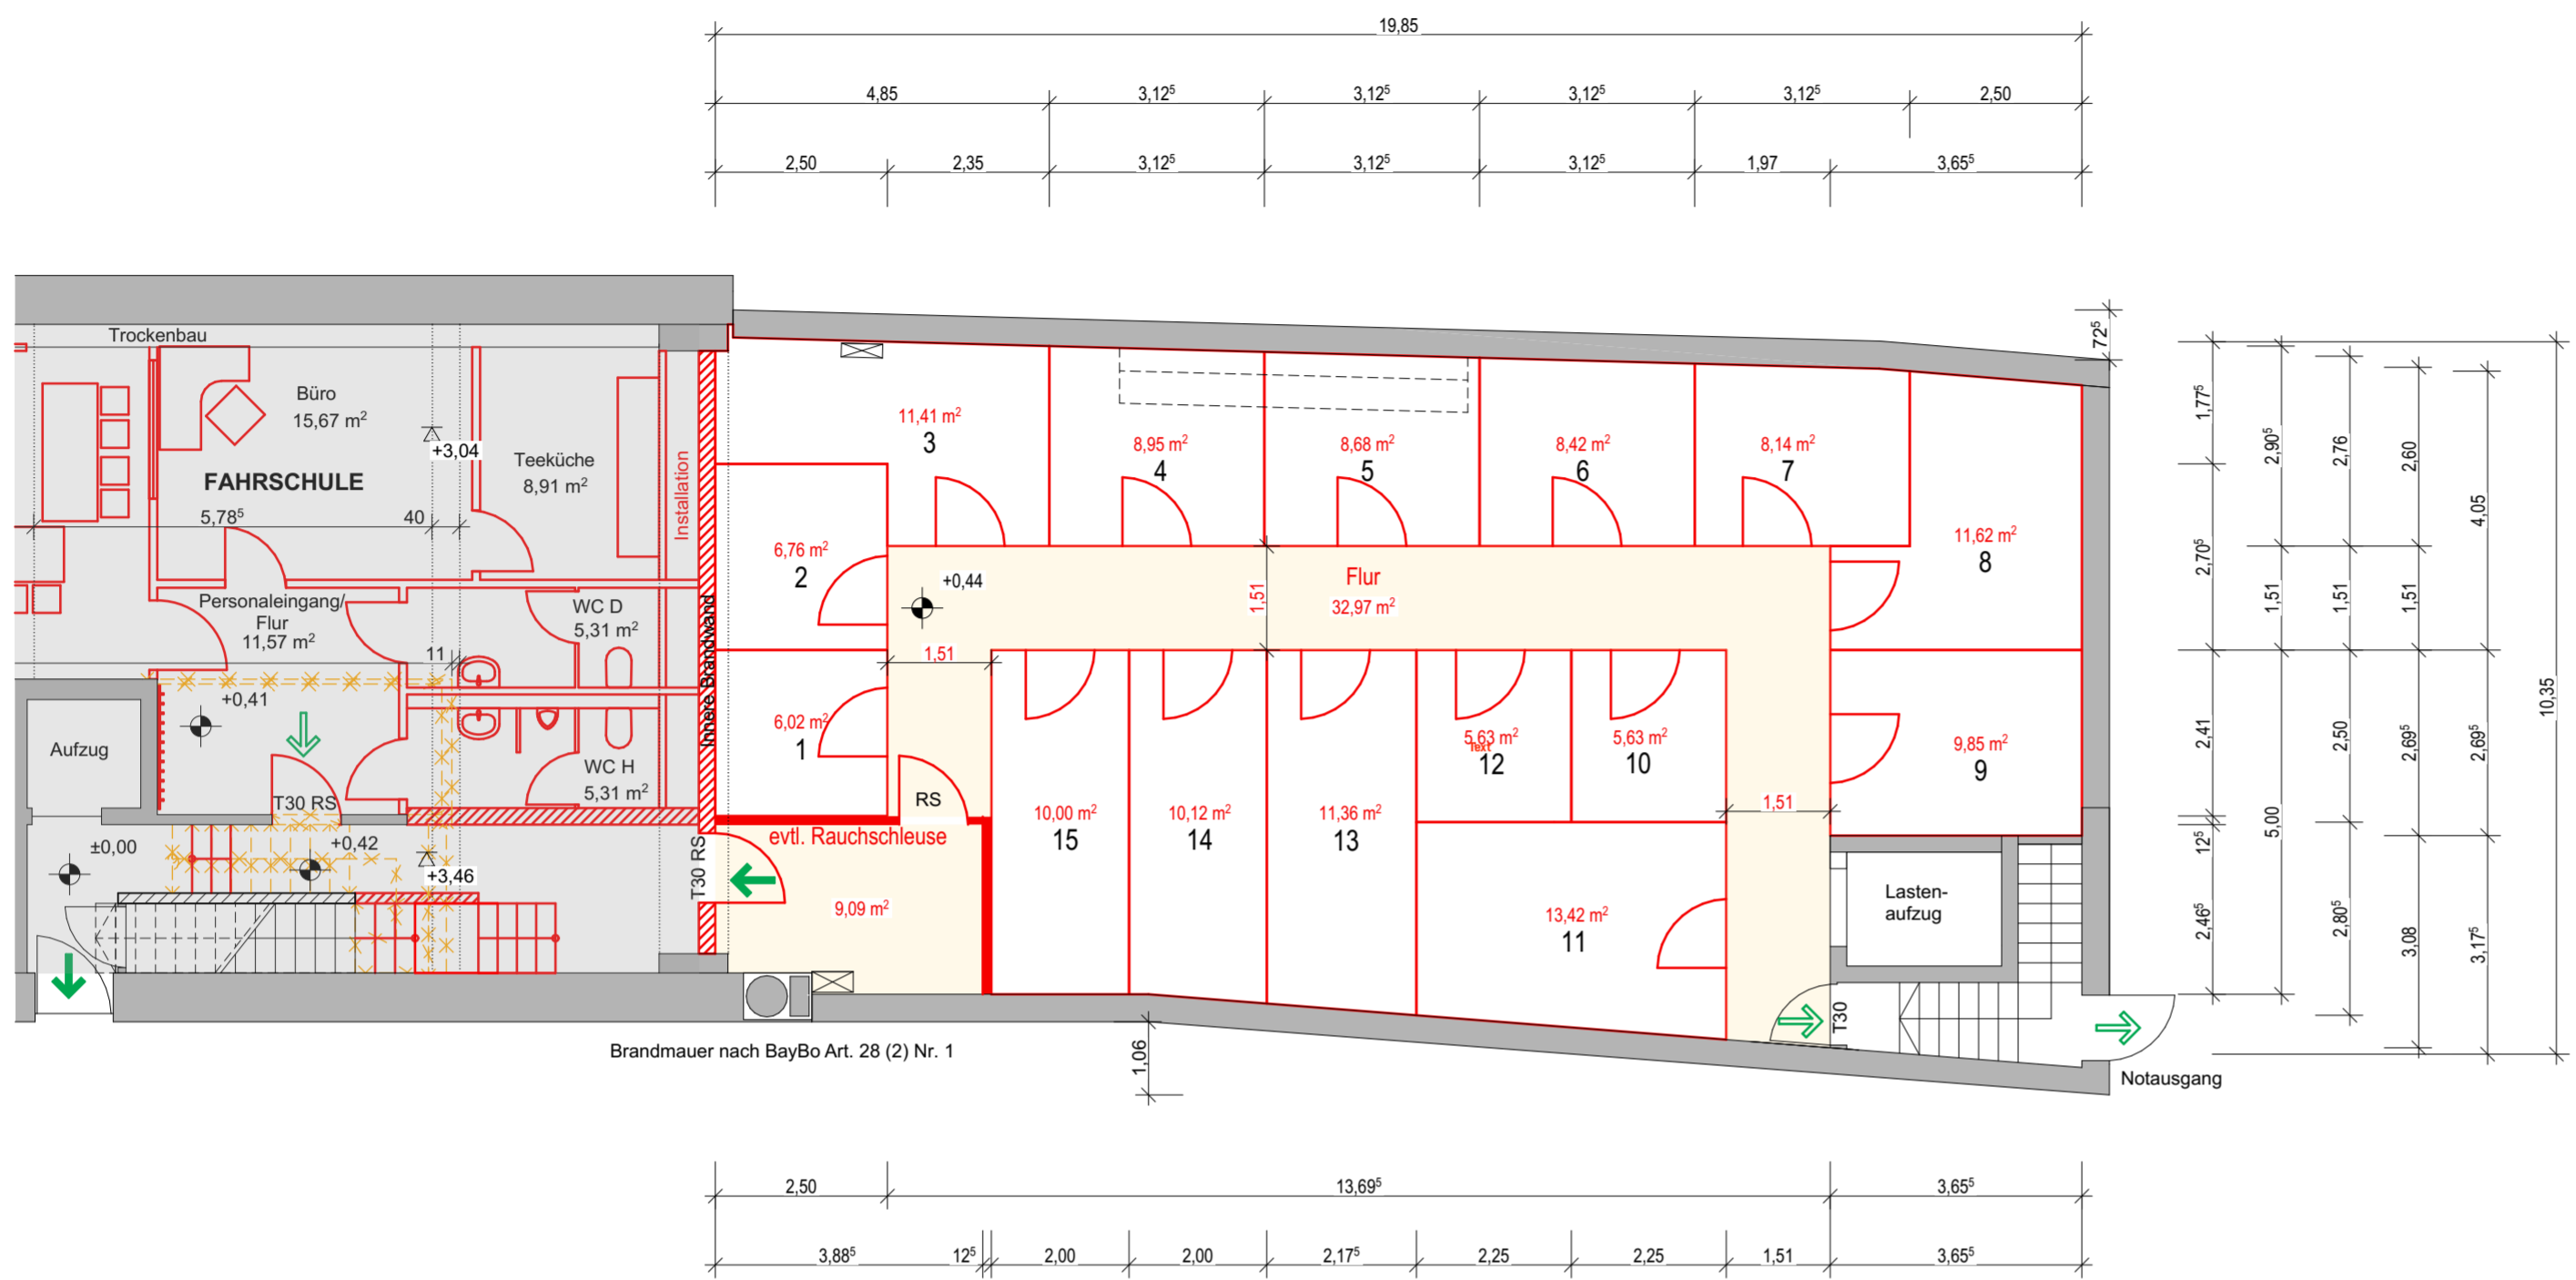 19,85
4,85
3,12⁵
3,12⁵
3,12⁵
3,12⁵
2,50
2,50
2,35
3,12⁵
3,12⁵
3,12⁵
1,97
3,65⁵
Trockenbau
Büro
15,67 m²
+3,04
FAHRSCHULE
Teeküche
8,91 m²
Installation
5,78⁵
40
Personaleingang/
Flur
11,57 m²
WC D
5,31 m²
11
+0,41
Aufzug
WC H
5,31 m²
T30 RS
±0,00
+0,42
+3,46
Innere Brandwand
T30 RS
11,41 m²
3
8,95 m²
4
8,68 m²
5
8,42 m²
6
8,14 m²
7
6,76 m²
2
+0,44
Flur
32,97 m²
1,51
1,51
11,62 m²
8
6,02 m²
1
RS
evtl. Rauchschleuse
9,09 m²
10,00 m²
15
10,12 m²
14
11,36 m²
13
5,63 m²
Text
12
5,63 m²
10
1,51
9,85 m²
9
13,42 m²
11
Lasten-
aufzug
T30
Notausgang
Brandmauer nach BayBo Art. 28 (2) Nr. 1
1,06
72⁵
1,77⁵
2,70⁵
2,41
12⁵
2,46⁵
2,90⁵
1,51
5,00
2,76
1,51
2,50
2,80⁵
2,60
1,51
2,69⁵
3,08
4,05
2,69⁵
3,17⁵
10,35
2,50
13,69⁵
3,65⁵
3,88⁵
12⁵
2,00
2,00
2,17⁵
2,25
2,25
1,51
3,65⁵